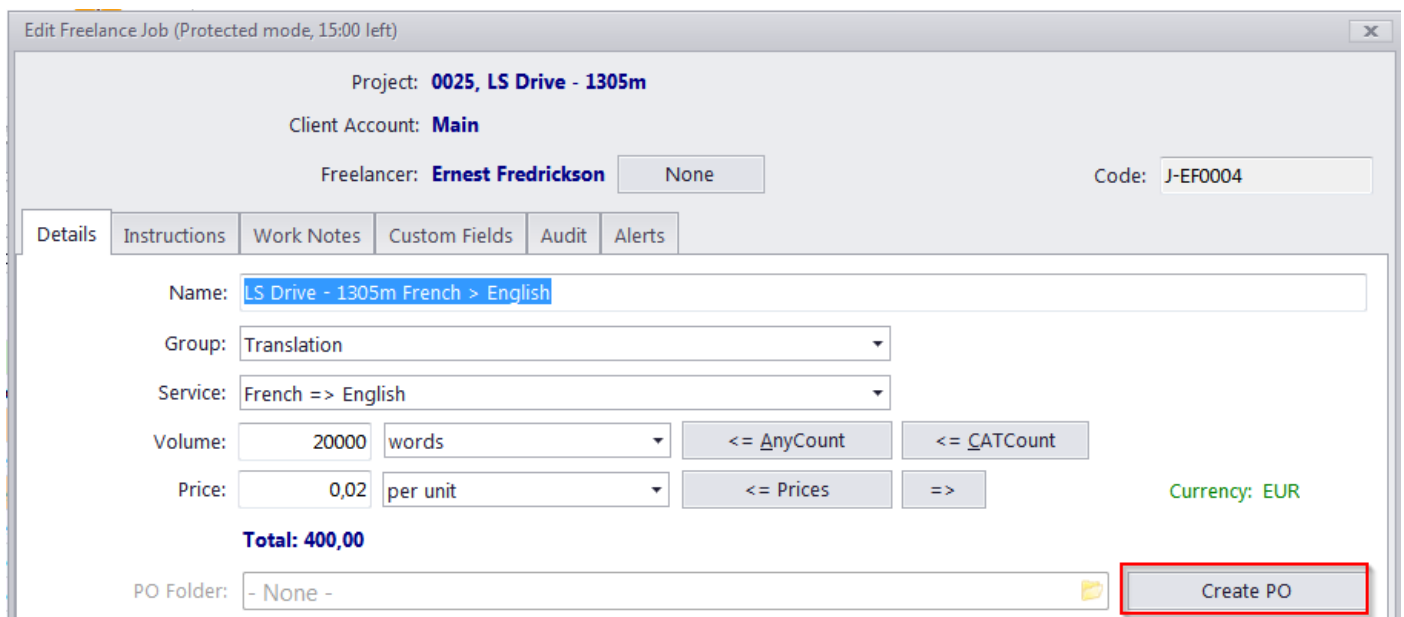 Edit Freelance Job (Protected mode, 15:00 left)
Project: 0025, LS Drive - 1305m
Client Account: Main
Freelancer: Ernest Fredrickson None Code: J-EF0004
Details Instructions Work Notes Custom Fields Audit Alerts
Name: LS Drive - 1305m French > English
Group: Translation
Service: French => English
Volume: 20000 words <= AnyCount <= CATCount
Price: 0,02 per unit <= Prices => Currency: EUR
Total: 400,00
PO Folder: - None - Create PO